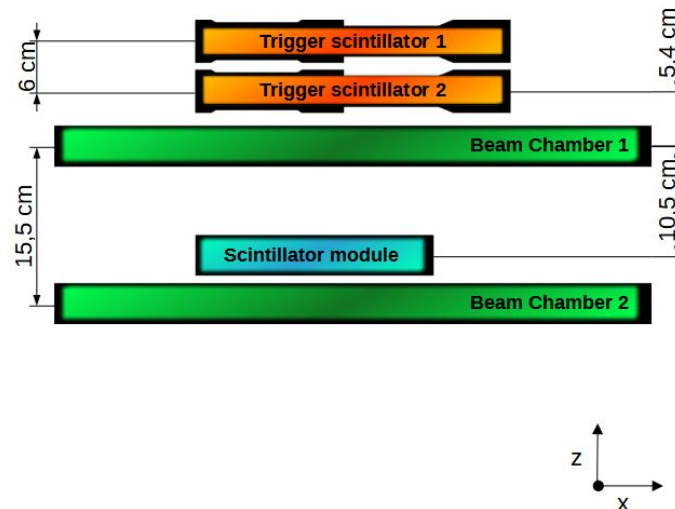 Trigger scintillator 1
6 cm
Trigger scintillator 2
5.4 cm
Beam Chamber 1
15,5 cm
10.5 cm
Scintillator module
Beam Chamber 2
z
x